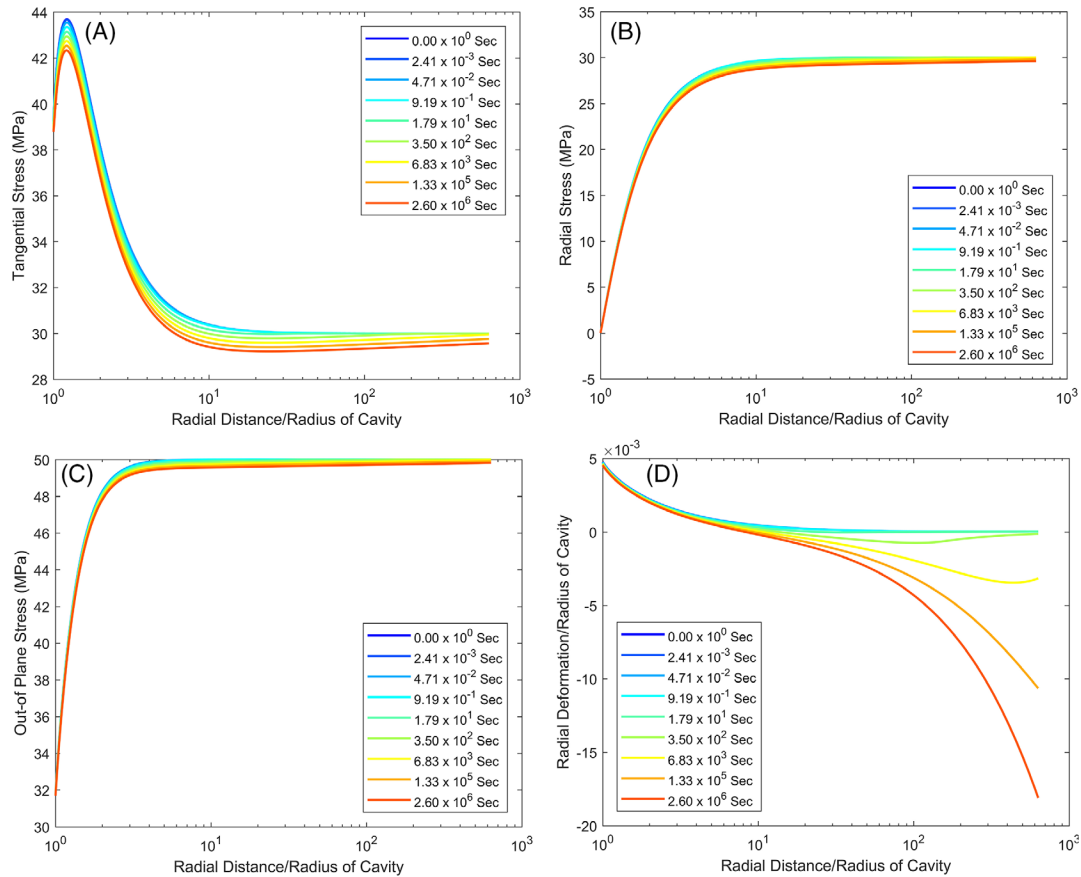 (A)
44
42
40
38
36
34
32
30
28
Tangential Stress (MPa)
0.00 x 10^0 Sec
2.41 x 10^-3 Sec
4.71 x 10^-2 Sec
9.19 x 10^-1 Sec
1.79 x 10^1 Sec
3.50 x 10^2 Sec
6.83 x 10^3 Sec
1.33 x 10^5 Sec
2.60 x 10^6 Sec
10^0 10^1 10^2 10^3
Radial Distance/Radius of Cavity
(B)
35
30
25
20
15
10
5
0
-5
Radial Stress (MPa)
0.00 x 10^0 Sec
2.41 x 10^-3 Sec
4.71 x 10^-2 Sec
9.19 x 10^-1 Sec
1.79 x 10^1 Sec
3.50 x 10^2 Sec
6.83 x 10^3 Sec
1.33 x 10^5 Sec
2.60 x 10^6 Sec
10^0 10^1 10^2 10^3
Radial Distance/Radius of Cavity
(C)
50
48
46
44
42
40
38
36
34
32
30
Out-of Plane Stress (MPa)
0.00 x 10^0 Sec
2.41 x 10^-3 Sec
4.71 x 10^-2 Sec
9.19 x 10^-1 Sec
1.79 x 10^1 Sec
3.50 x 10^2 Sec
6.83 x 10^3 Sec
1.33 x 10^5 Sec
2.60 x 10^6 Sec
10^0 10^1 10^2 10^3
Radial Distance/Radius of Cavity
×10^-3
(D)
5
0
-5
-10
-15
-20
Radial Deformation/Radius of Cavity
0.00 x 10^0 Sec
2.41 x 10^-3 Sec
4.71 x 10^-2 Sec
9.19 x 10^-1 Sec
1.79 x 10^1 Sec
3.50 x 10^2 Sec
6.83 x 10^3 Sec
1.33 x 10^5 Sec
2.60 x 10^6 Sec
10^0 10^1 10^2 10^3
Radial Distance/Radius of Cavity